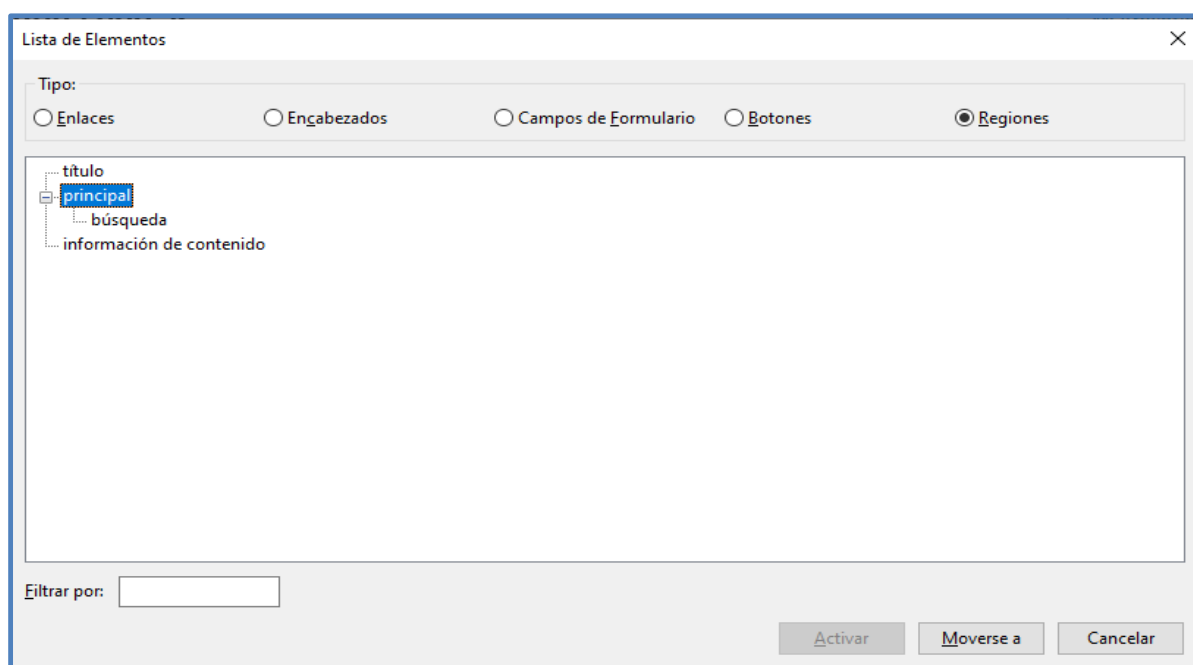 Lista de Elementos
Tipo:
Enlaces Encabezados Campos de Formulario Botones Regiones
título
principal
búsqueda
información de contenido
Filtrar por:
Activar Moverse a Cancelar